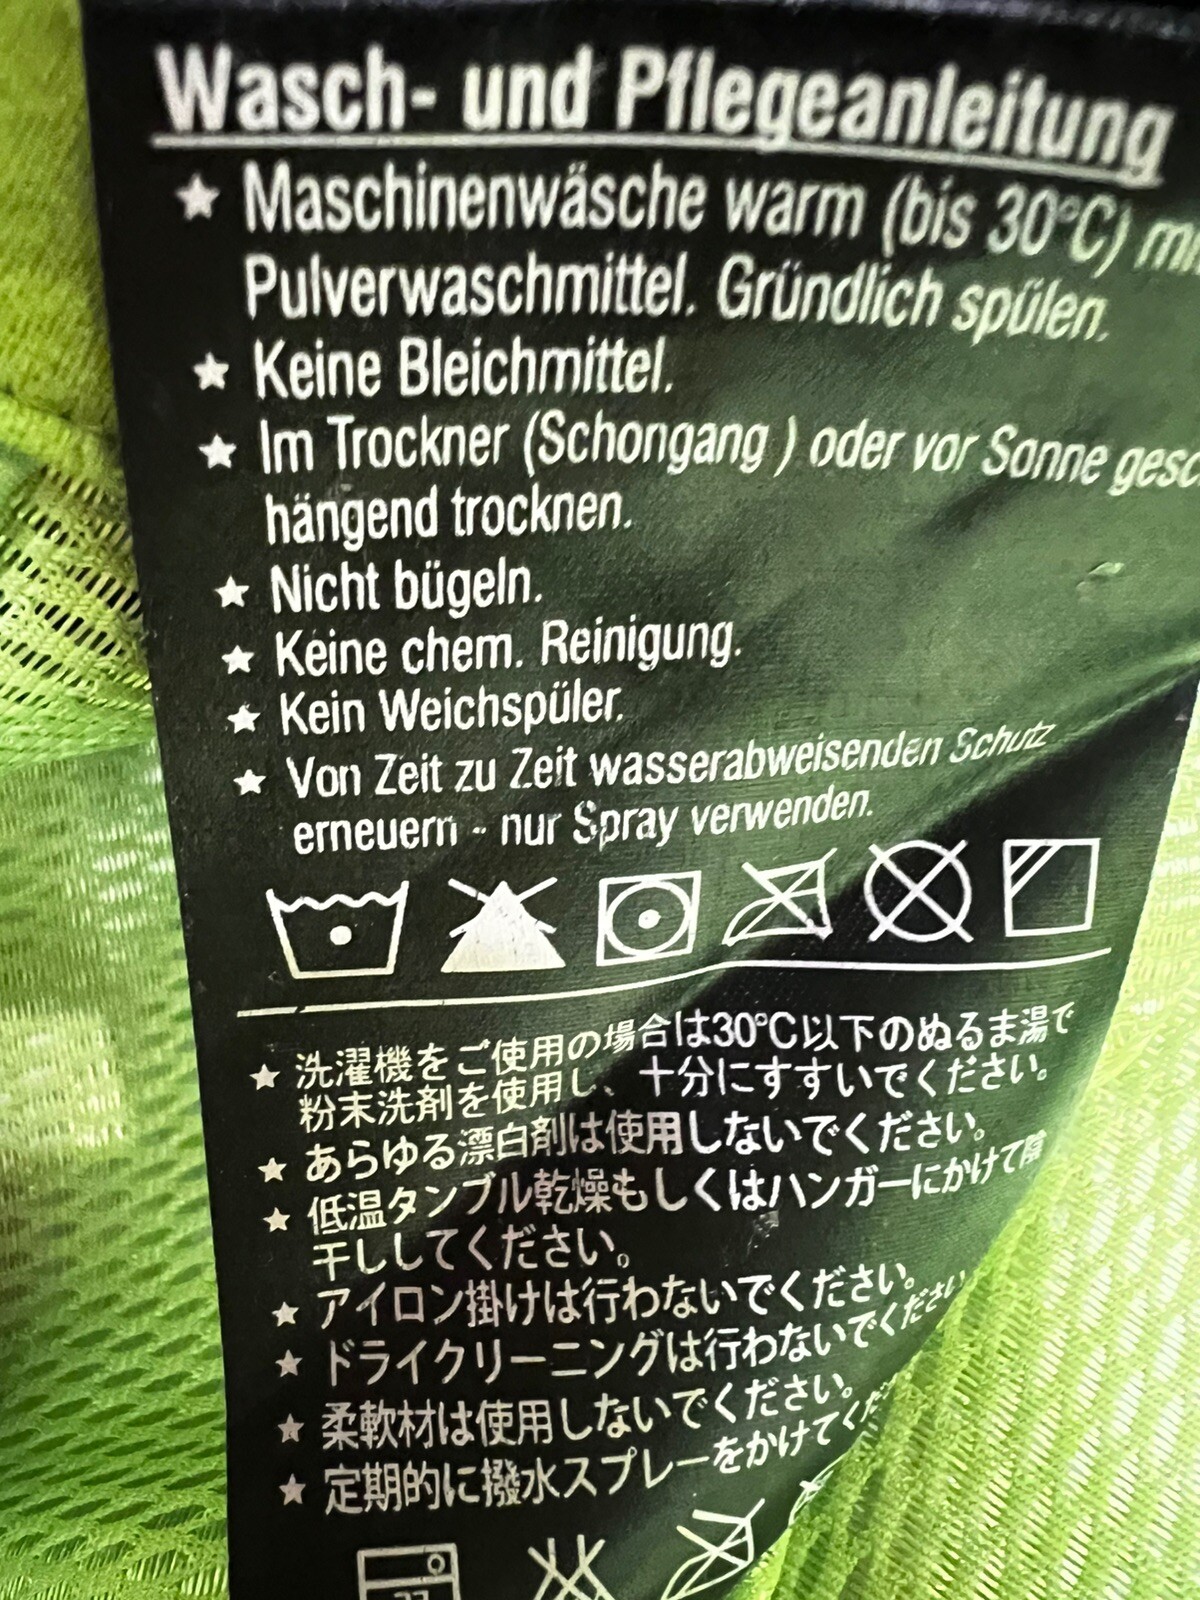 Wasch- und Pflegeanleitung
★ Maschinenwäsche warm (bis 30°C)
Pulverwaschmittel. Gründlich spülen.
★ Keine Bleichmittel.
★ Im Trockner (Schongang ) oder vor Sonne
hängend trocknen.
★ Nicht bügeln.
★ Keine chem. Reinigung.
★ Kein Weichspüler.
★ Von Zeit zu Zeit wasserabweisenden Schutz
erneuern - nur Spray verwenden.
★ 洗濯機をご使用の場合は30°C以下のぬるま湯で
粉末洗剤を使用し、十分にすすいでください。
★ あらゆる漂白剤は使用しないでください。
★ 低温タンブル乾燥もしくはハンガーにかけて陰
干ししてください。
★ アイロン掛けは行わないでください。
★ ドライクリーニングは行わないでください
★ 柔軟材は使用しないでください。
★ 定期的に撥水スプレーをかけてくだ